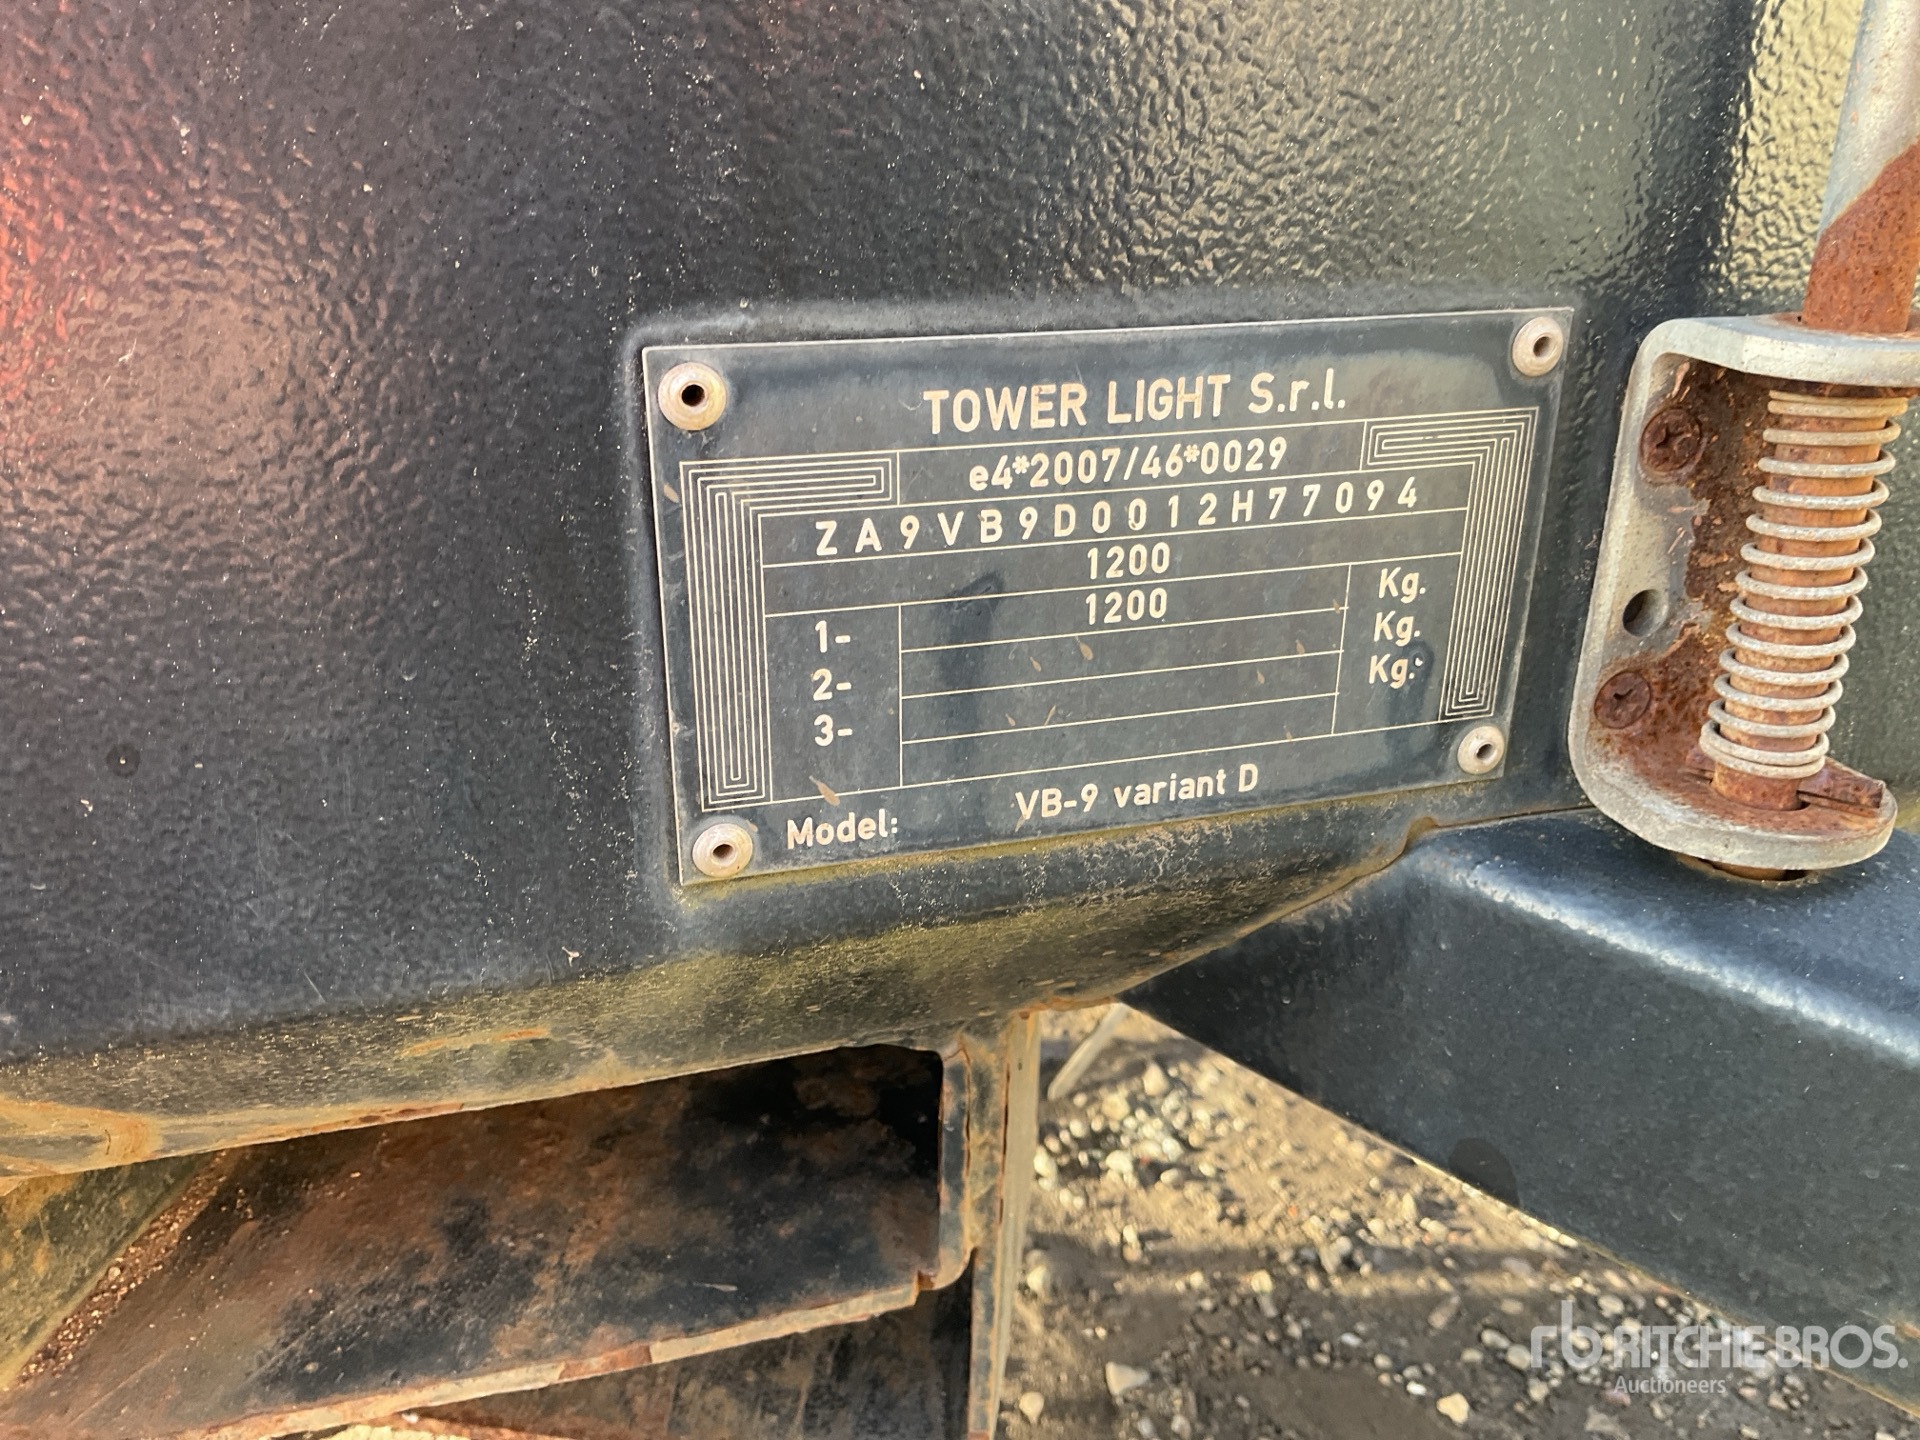 TOWER LIGHT S.r.l.
e4*2007/46*0029
ZA9VB9D0012H77094
1200 Kg.
1- 1200 Kg.
2- Kg.
3-
Model: VB-9 variant D
rb RITCHIE BROS.
Auctioneers